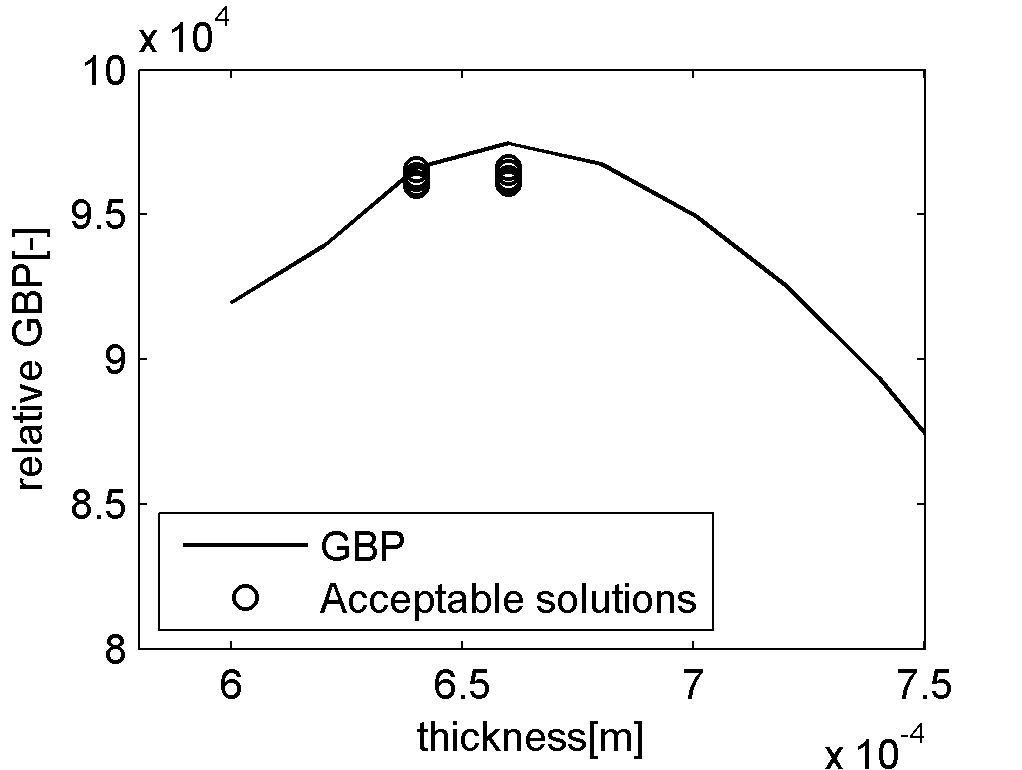 x 10^4
10
9.5
9
8.5
8
relative GBP[-]
GBP
Acceptable solutions
6 6.5 7 7.5
thickness[m]
x 10^-4